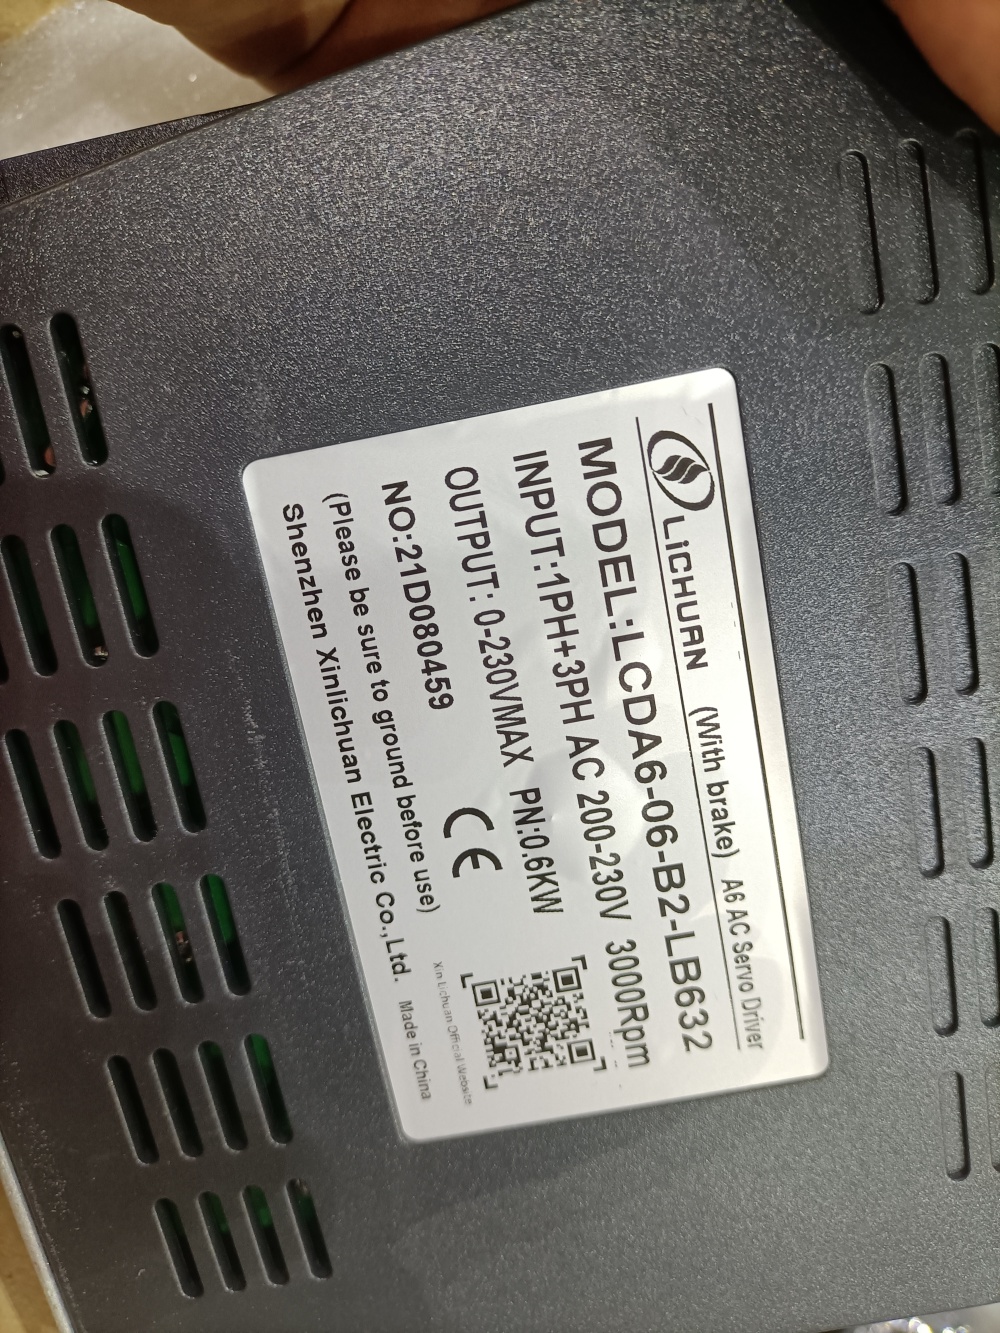 LiCHUAN (With brake) A6 AC Servo Driver
MODEL:LCDA6-06-B2-LB632
INPUT:1PH+3PH AC 200-230V 3000Rpm
OUTPUT: 0-230VMAX PN:0.6KW
NO:21D080459 CE
(Please be sure to ground before use)
Xin Lichuan Official Website
Shenzhen Xinlichuan Electric Co.,Ltd. Made in China